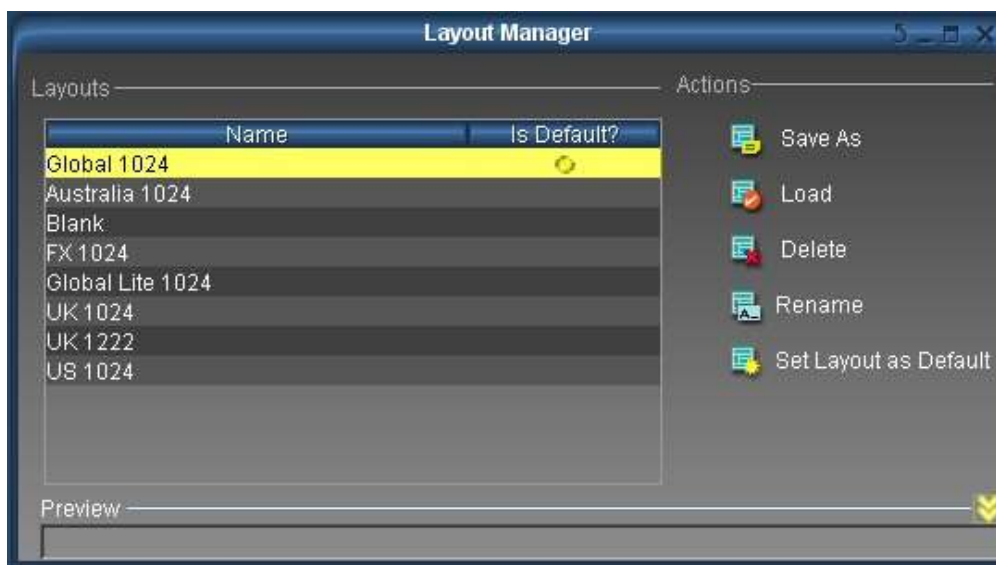 Layout Manager
Layouts
Actions
Name Is Default?
Global 1024
Australia 1024
Blank
FX 1024
Global Lite 1024
UK 1024
UK 1222
US 1024
Save As
Load
Delete
Rename
Set Layout as Default
Preview